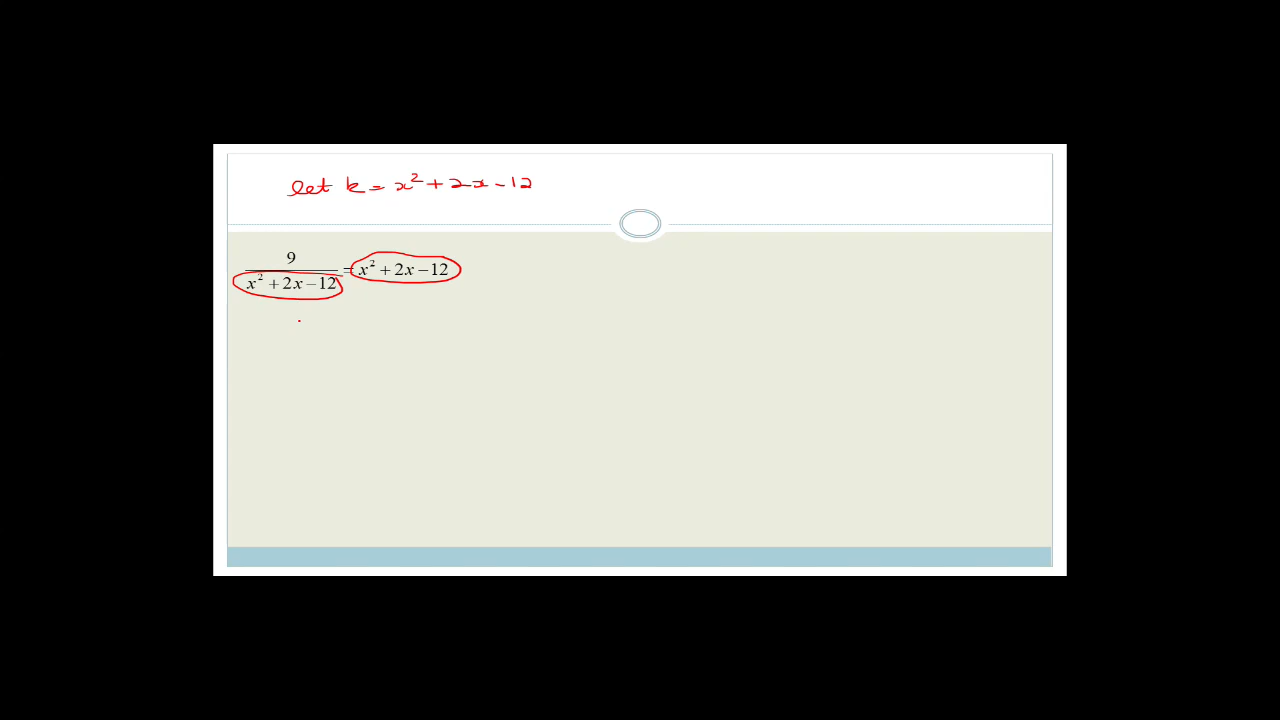 let k = x² + 2x - 12
9
───────── = x² + 2x − 12
x² + 2x − 12